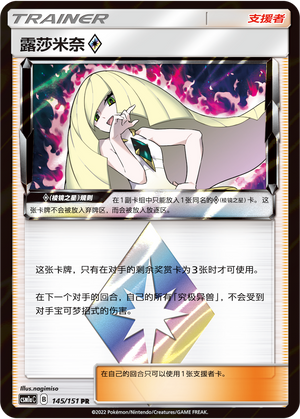 TRAINER
支援者
露莎米奈◇
◇(棱镜之星)规则
在1副卡组中只能放入1张同名的◇(棱镜之星)卡。这
张卡牌不会被放入弃牌区，而会被放入放逐区。
这张卡牌，只有在对手的剩余奖赏卡为3张时才可使用。
在下一个对手的回合，自己的所有「究极异兽」，不会受到
对手宝可梦招式的伤害。
Illus.nagimiso
在自己的回合只可以使用1张支援者卡。
CSM1c C
B
145/151 PR
©2022 Pokémon/Nintendo/Creatures/GAME FREAK.